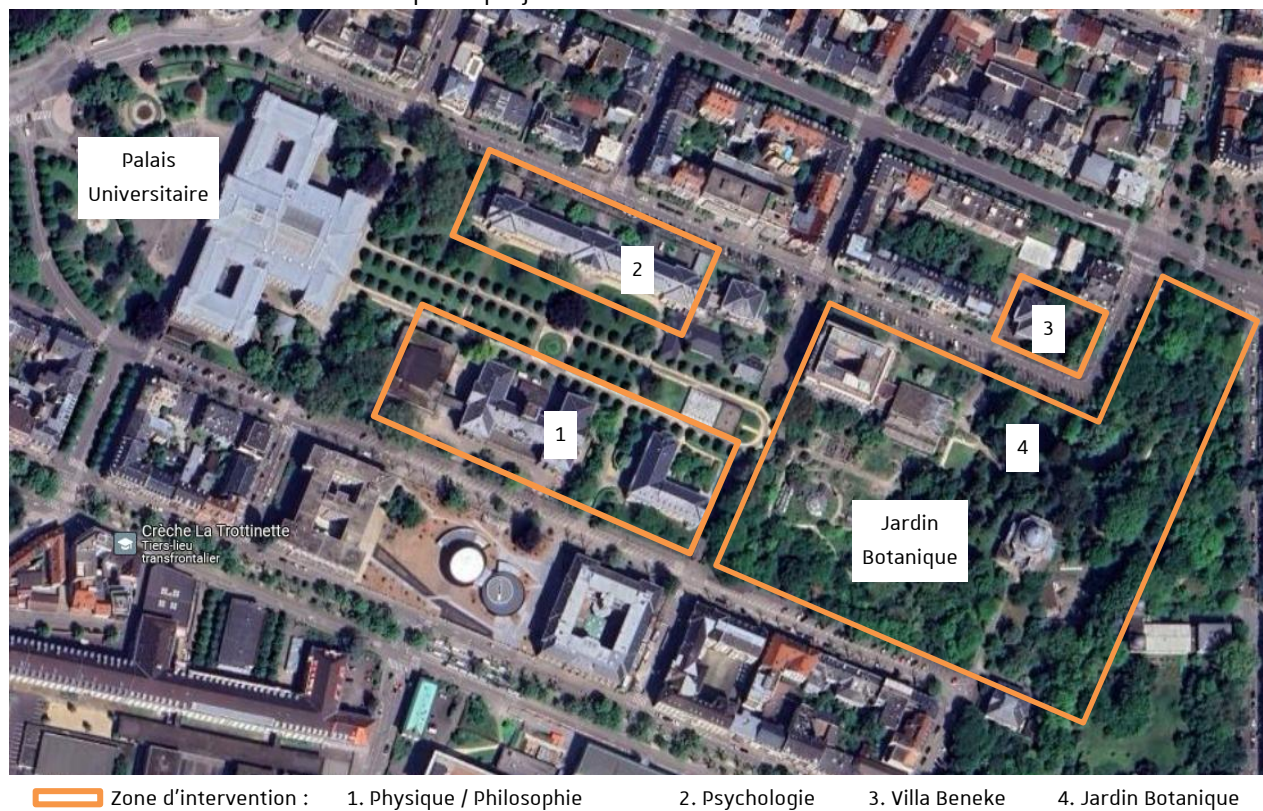 Palais
Universitaire
2
3
1
4
Jardin
Botanique
Crèche La Trottinette
Tiers-lieu
transfrontalier
Zone d'intervention : 1. Physique / Philosophie 2. Psychologie 3. Villa Beneke 4. Jardin Botanique